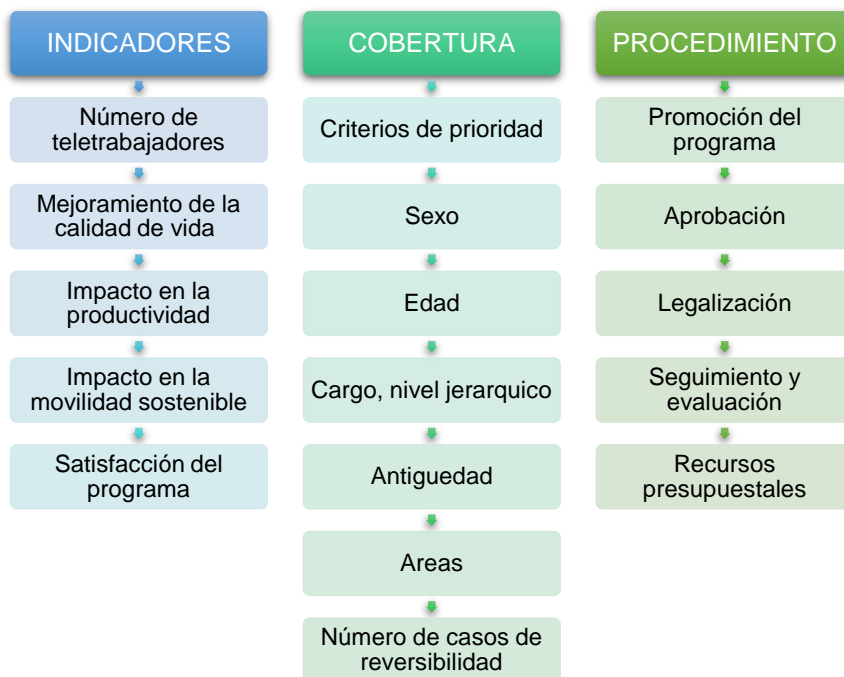 INDICADORES
Número de
teletrabajadores
Mejoramiento de la
calidad de vida
Impacto en la
productividad
Impacto en la
movilidad sostenible
Satisfacción del
programa
COBERTURA
Criterios de prioridad
Sexo
Edad
Cargo, nivel jerarquico
Antiguedad
Areas
Número de casos de
reversibilidad
PROCEDIMIENTO
Promoción del
programa
Aprobación
Legalización
Seguimiento y
evaluación
Recursos
presupuestales